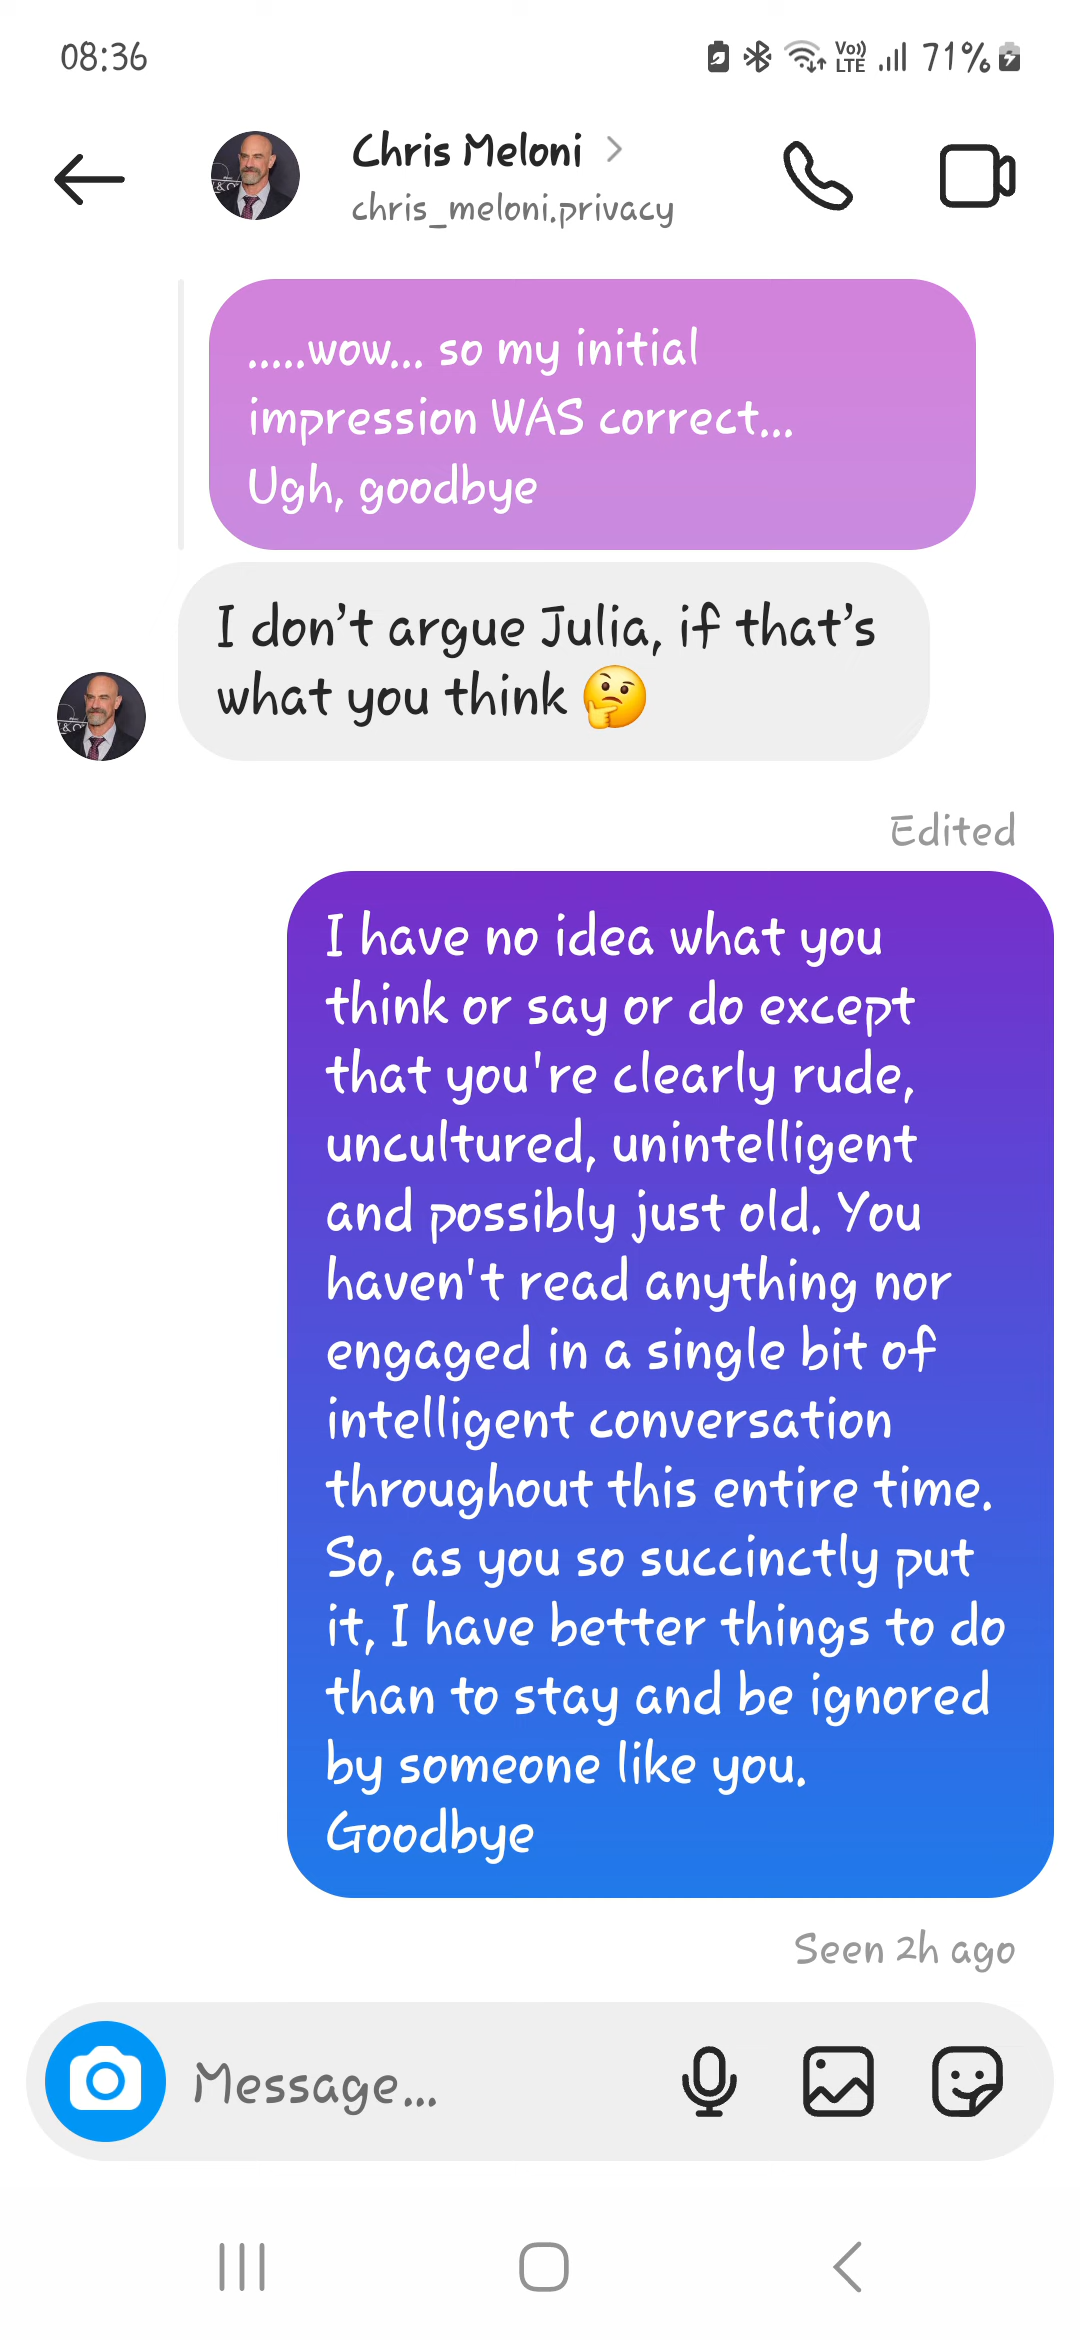 08:36
Vo))
LTE
71%
Chris Meloni
chris_meloni.privacy
.....wow... so my initial
impression WAS correct...
Ugh, goodbye
I don't argue Julia, if that's
what you think 🤔
Edited
I have no idea what you
think or say or do except
that you're clearly rude,
uncultured, unintelligent
and possibly just old. You
haven't read anything nor
engaged in a single bit of
intelligent conversation
throughout this entire time.
So, as you so succinctly put
it, I have better things to do
than to stay and be ignored
by someone like you.
Goodbye
Seen 2h ago
Message...